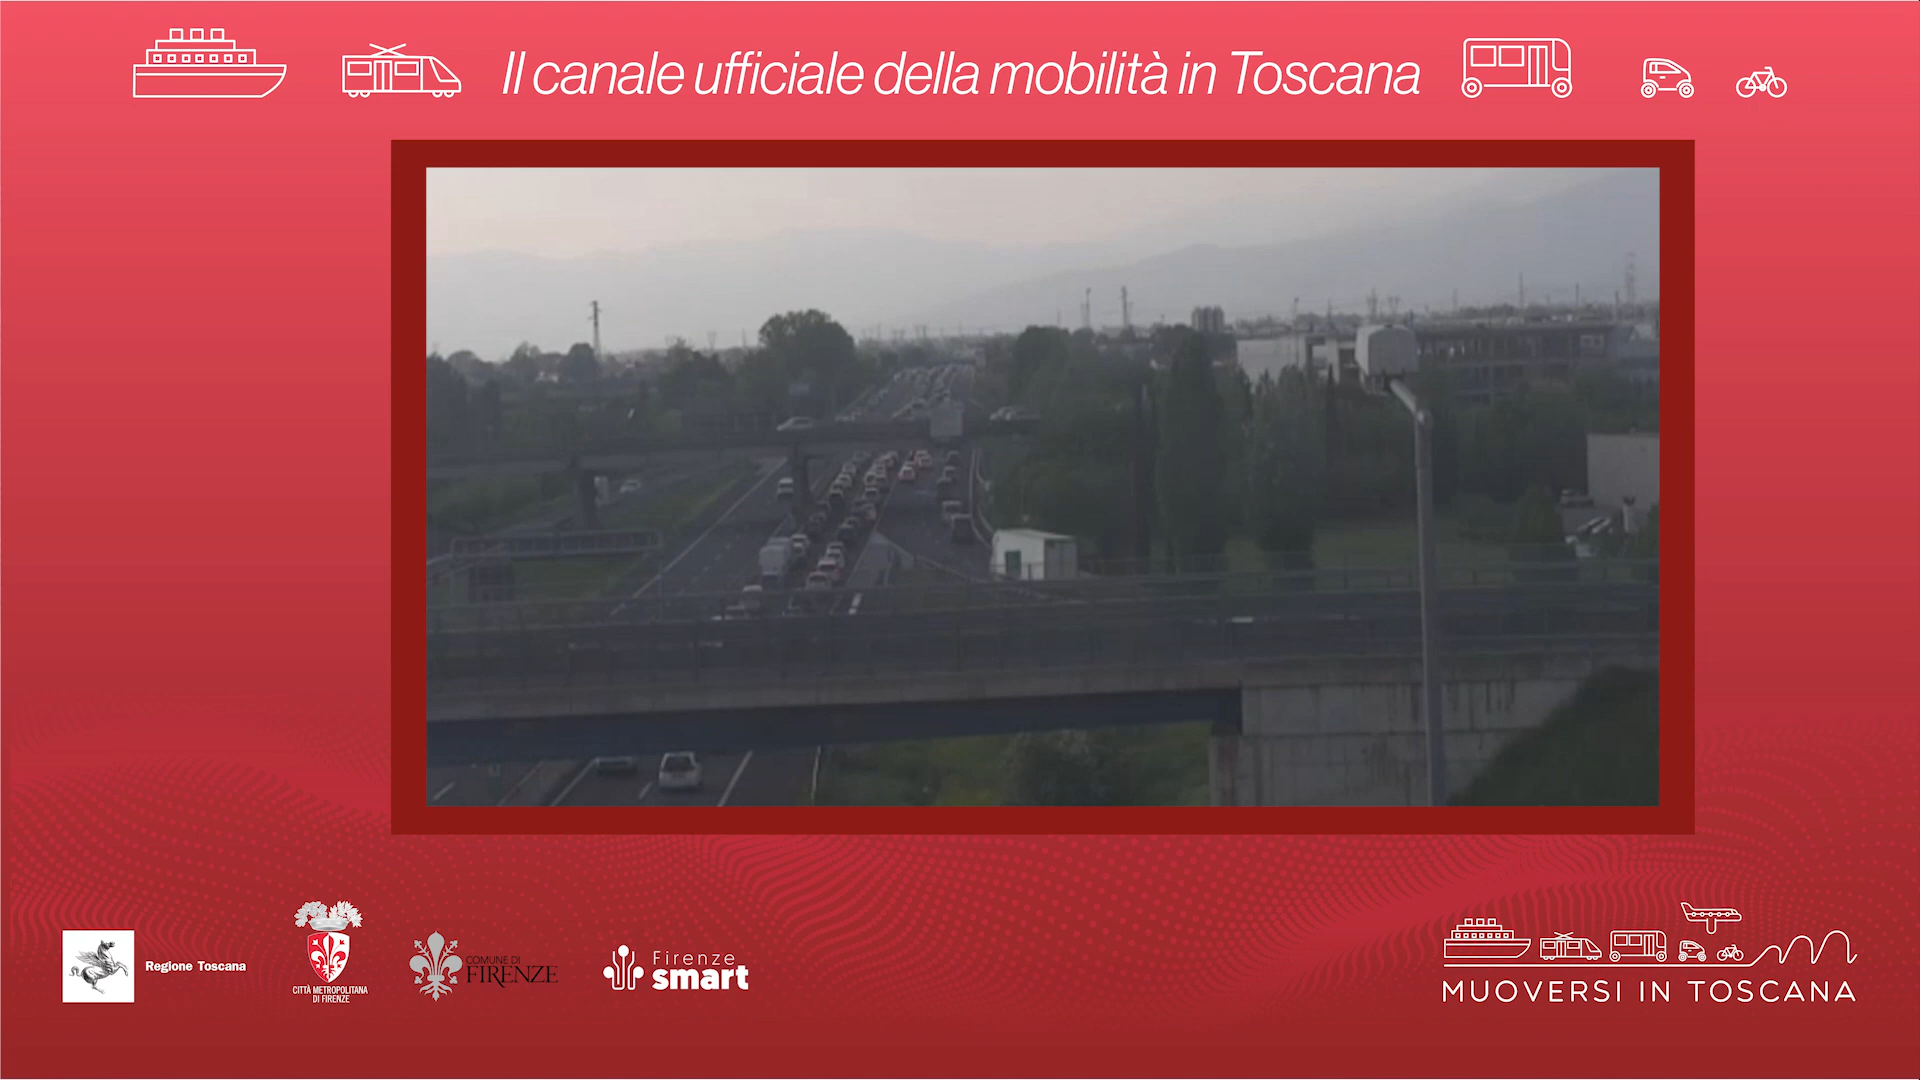 Il canale ufficiale della mobilità in Toscana
Regione Toscana
CITTÀ METROPOLITANA
DI FIRENZE
COMUNE DI
FIRENZE
Firenze
smart
MUOVERSI IN TOSCANA